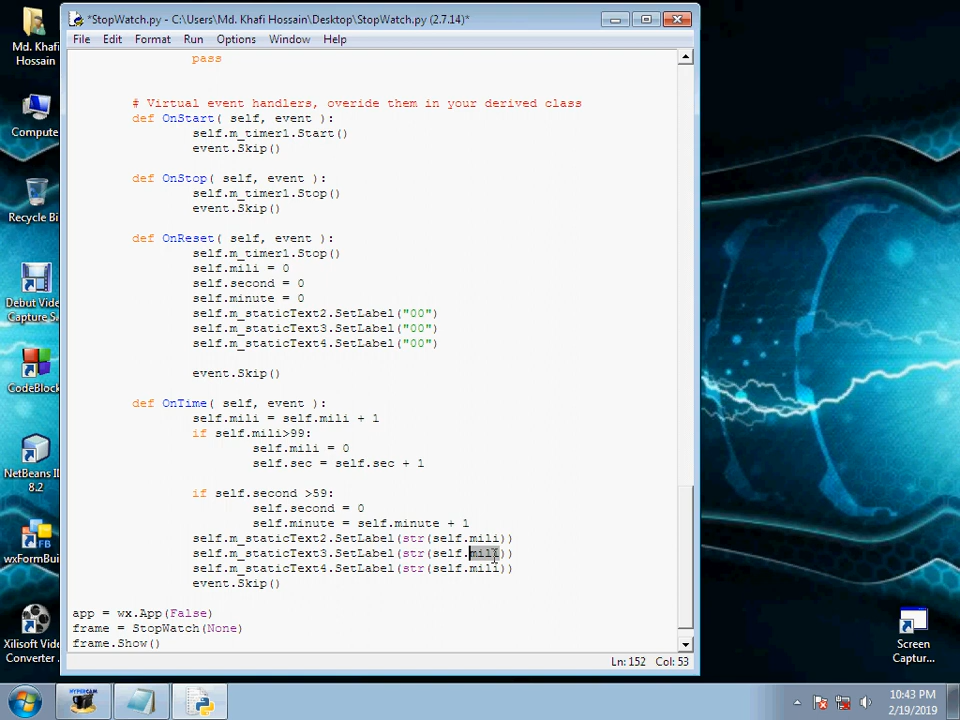 *StopWatch.py - C:\Users\Md. Khafi Hossain\Desktop\StopWatch.py (2.7.14)*
File Edit Format Run Options Window Help
pass
# Virtual event handlers, overide them in your derived class
def OnStart( self, event ):
self.m_timer1.Start()
event.Skip()
def OnStop( self, event ):
self.m_timer1.Stop()
event.Skip()
def OnReset( self, event ):
self.m_timer1.Stop()
self.mili = 0
self.second = 0
self.minute = 0
self.m_staticText2.SetLabel("00")
self.m_staticText3.SetLabel("00")
self.m_staticText4.SetLabel("00")
event.Skip()
def OnTime( self, event ):
self.mili = self.mili + 1
if self.mili>99:
self.mili = 0
self.sec = self.sec + 1
if self.second >59:
self.second = 0
self.minute = self.minute + 1
self.m_staticText2.SetLabel(str(self.mili))
self.m_staticText3.SetLabel(str(self.mili))
self.m_staticText4.SetLabel(str(self.mili))
event.Skip()
app = wx.App(False)
frame = StopWatch(None)
frame.Show()
Ln: 152 Col: 53
Md. Khafi
Hossain
Compute
Recycle Bi
Debut Vide
Capture S
CodeBlock
NetBeans I
8.2
FB
wxFormBui
Xilisoft Vide
Converter
Screen
Captur...
HYPERCAM
10:43 PM
2/19/2019